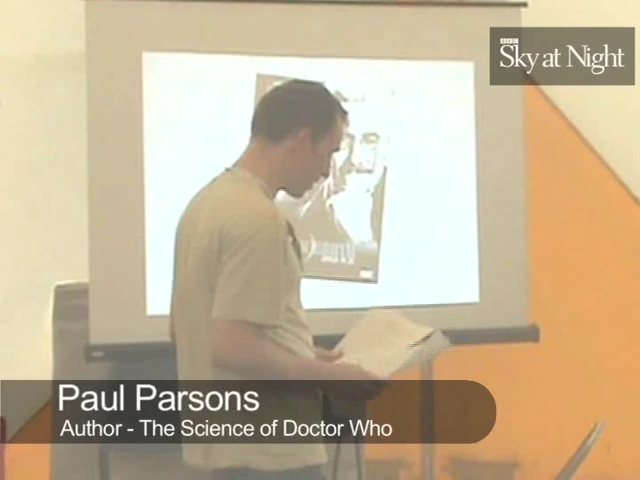 BBC
Sky at Night
Paul Parsons
Author - The Science of Doctor Who